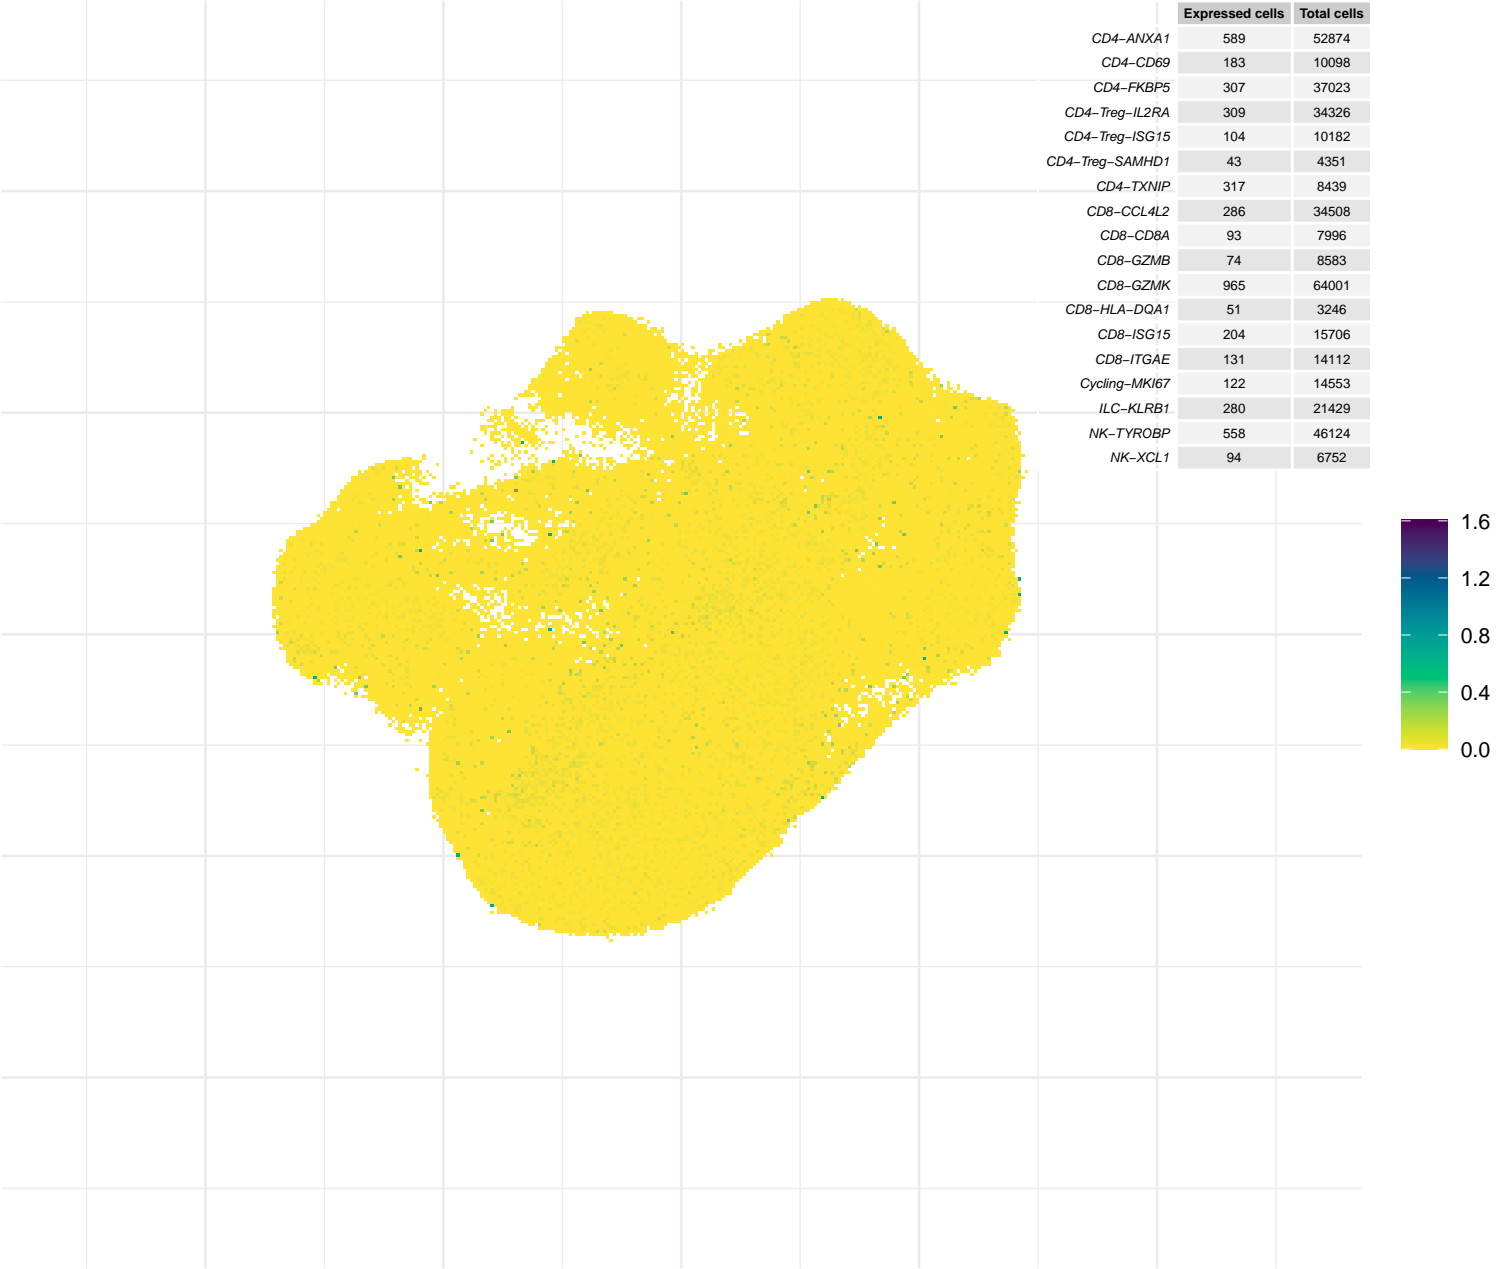 Expressed cells Total cells
CD4−ANXA1 589 52874
CD4−CD69 183 10098
CD4−FKBP5 307 37023
CD4−Treg−IL2RA 309 34326
CD4−Treg−ISG15 104 10182
CD4−Treg−SAMHD1 43 4351
CD4−TXNIP 317 8439
CD8−CCL4L2 286 34508
CD8−CD8A 93 7996
CD8−GZMB 74 8583
CD8−GZMK 965 64001
CD8−HLA−DQA1 51 3246
CD8−ISG15 204 15706
CD8−ITGAE 131 14112
Cycling−MKI67 122 14553
ILC−KLRB1 280 21429
NK−TYROBP 558 46124
NK−XCL1 94 6752
1.6
1.2
0.8
0.4
0.0